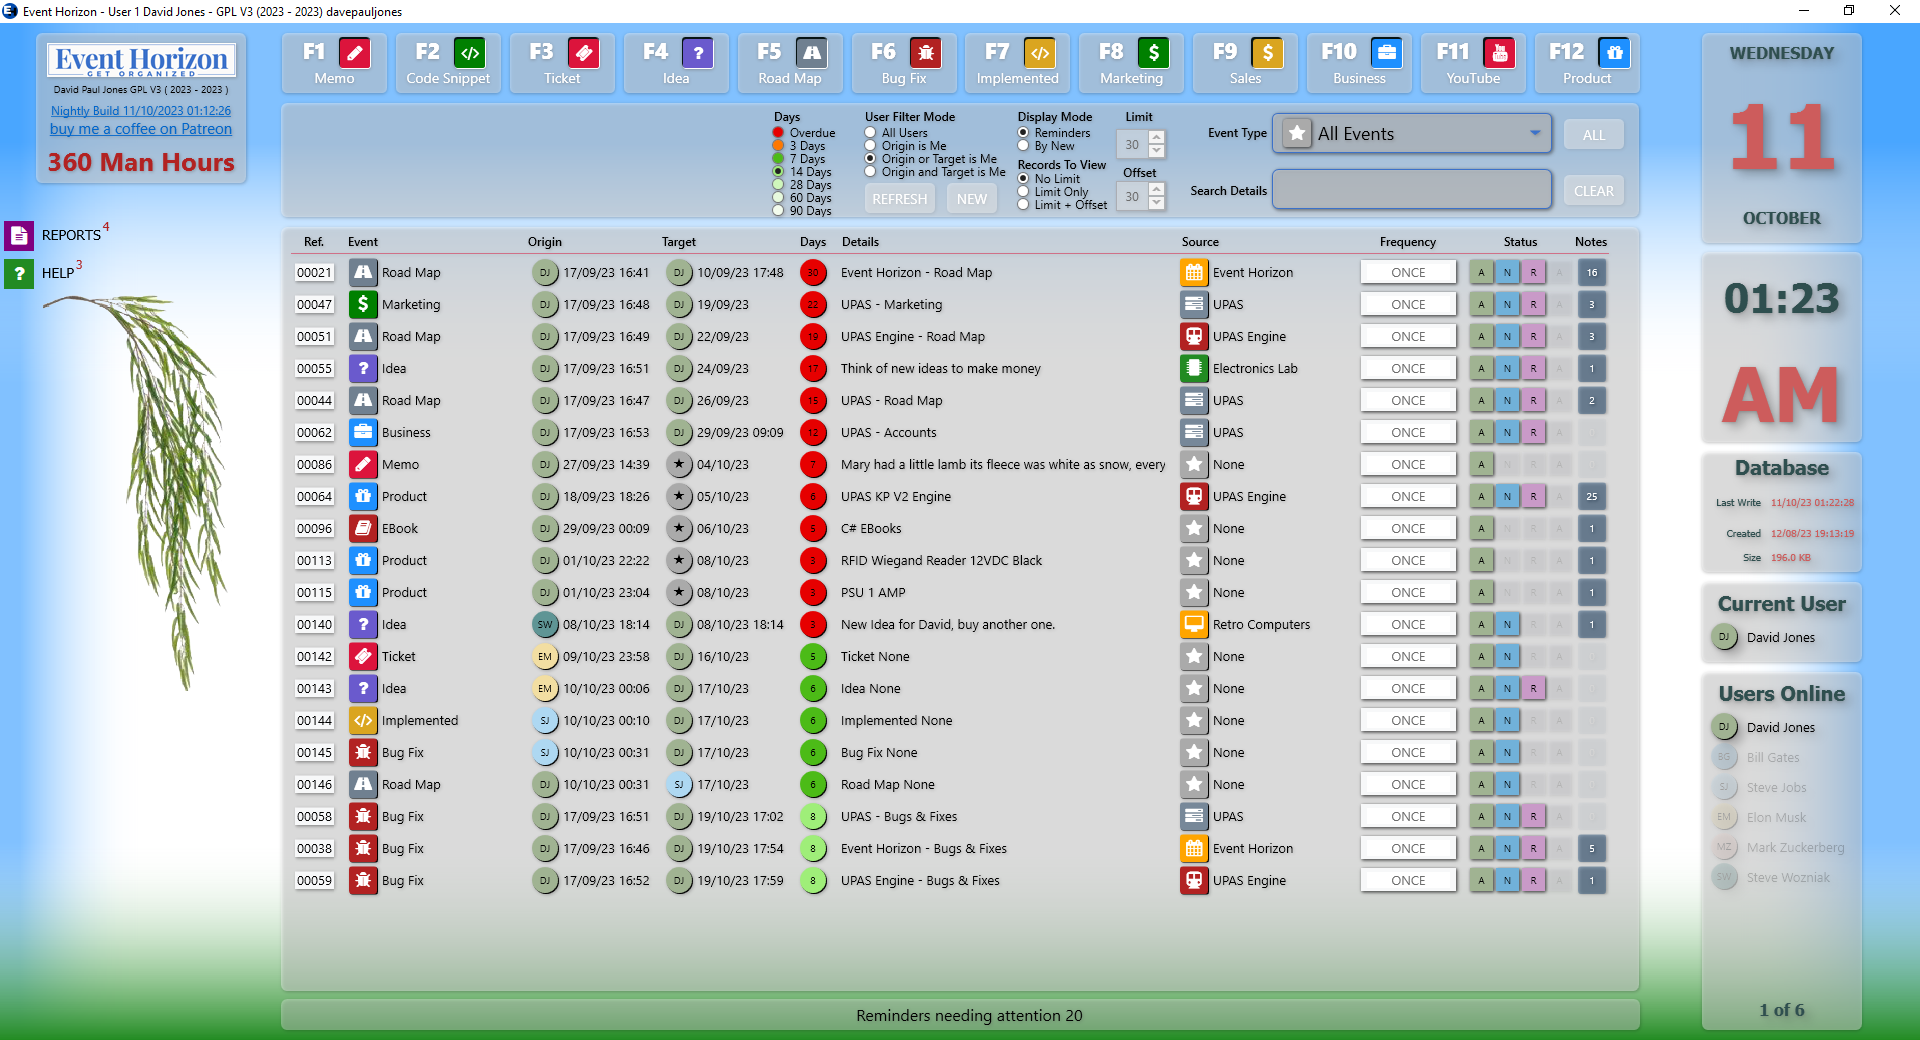 Event Horizon - User 1 David Jones - GPL V3 (2023 - 2023) davepauljones
Event Horizon
GET ORGANIZED
David Paul Jones GPL V3 ( 2023 - 2023 )
Nightly Build 11/10/2023 01:12:26
buy me a coffee on Patreon
360 Man Hours
REPORTS 4
HELP 3
F1 Memo
F2 Code Snippet
F3 Ticket
F4 Idea
F5 Road Map
F6 Bug Fix
F7 Implemented
F8 Marketing
F9 Sales
F10 Business
F11 YouTube
F12 Product
Days
Overdue
3 Days
7 Days
14 Days
28 Days
60 Days
90 Days
User Filter Mode
All Users
Origin is Me
Origin or Target is Me
Origin and Target is Me
REFRESH NEW
Display Mode
Reminders
By New
Records To View
No Limit
Limit Only
Limit + Offset
Limit
30
Offset
30
Event Type All Events ALL
Search Details CLEAR
Ref. Event Origin Target Days Details Source Frequency Status Notes
00021 Road Map DJ 17/09/23 16:41 DJ 10/09/23 17:48 30 Event Horizon - Road Map Event Horizon ONCE A N R A 16
00047 Marketing DJ 17/09/23 16:48 DJ 19/09/23 22 UPAS - Marketing UPAS ONCE A N R A 3
00051 Road Map DJ 17/09/23 16:49 DJ 22/09/23 19 UPAS Engine - Road Map UPAS Engine ONCE A N R A 3
00055 Idea DJ 17/09/23 16:51 DJ 24/09/23 17 Think of new ideas to make money Electronics Lab ONCE A N R A 1
00044 Road Map DJ 17/09/23 16:47 DJ 26/09/23 15 UPAS - Road Map UPAS ONCE A N R A 2
00062 Business DJ 17/09/23 16:53 DJ 29/09/23 09:09 12 UPAS - Accounts UPAS ONCE A N R A
00086 Memo DJ 27/09/23 14:39 04/10/23 7 Mary had a little lamb its fleece was white as snow, every None ONCE A N R A
00064 Product DJ 18/09/23 18:26 05/10/23 6 UPAS KP V2 Engine UPAS Engine ONCE A N R A 25
00096 EBook DJ 29/09/23 00:09 06/10/23 5 C# EBooks None ONCE A N R A 1
00113 Product DJ 01/10/23 22:22 08/10/23 3 RFID Wiegand Reader 12VDC Black None ONCE A N R A 1
00115 Product DJ 01/10/23 23:04 08/10/23 3 PSU 1 AMP None ONCE A N R A 1
00140 Idea SW 08/10/23 18:14 DJ 08/10/23 18:14 3 New Idea for David, buy another one. Retro Computers ONCE A N R A 1
00142 Ticket EM 09/10/23 23:58 DJ 16/10/23 5 Ticket None None ONCE A N R A
00143 Idea EM 10/10/23 00:06 DJ 17/10/23 6 Idea None None ONCE A N R A
00144 Implemented SJ 10/10/23 00:10 DJ 17/10/23 6 Implemented None None ONCE A N R A
00145 Bug Fix SJ 10/10/23 00:31 DJ 17/10/23 6 Bug Fix None None ONCE A N R A
00146 Road Map DJ 10/10/23 00:31 SJ 17/10/23 6 Road Map None None ONCE A N R A
00058 Bug Fix DJ 17/09/23 16:51 DJ 19/10/23 17:02 8 UPAS - Bugs & Fixes UPAS ONCE A N R A
00038 Bug Fix DJ 17/09/23 16:46 DJ 19/10/23 17:54 8 Event Horizon - Bugs & Fixes Event Horizon ONCE A N R A 5
00059 Bug Fix DJ 17/09/23 16:52 DJ 19/10/23 17:59 8 UPAS Engine - Bugs & Fixes UPAS Engine ONCE A N R A 1
Reminders needing attention 20
WEDNESDAY
11
OCTOBER
01:23
AM
Database
Last Write 11/10/23 01:22:28
Created 12/08/23 19:13:19
Size 196.0 KB
Current User
DJ David Jones
Users Online
DJ David Jones
SG Bill Gates
SJ Steve Jobs
EM Elon Musk
MZ Mark Zuckerberg
SW Steve Wozniak
1 of 6